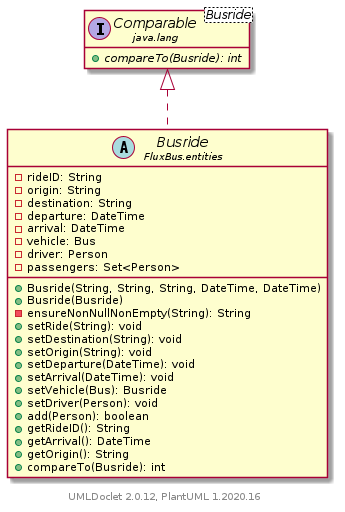 Busride
I Comparable
java.lang
compareTo(Busride): int
A Busride
FluxBus.entities
rideID: String
origin: String
destination: String
departure: DateTime
arrival: DateTime
vehicle: Bus
driver: Person
passengers: Set<Person>
Busride(String, String, String, DateTime, DateTime)
Busride(Busride)
ensureNonNullNonEmpty(String): String
setRide(String): void
setDestination(String): void
setOrigin(String): void
setDeparture(DateTime): void
setArrival(DateTime): void
setVehicle(Bus): Busride
setDriver(Person): void
add(Person): boolean
getRideID(): String
getArrival(): DateTime
getOrigin(): String
compareTo(Busride): int
UMLDoclet 2.0.12, PlantUML 1.2020.16